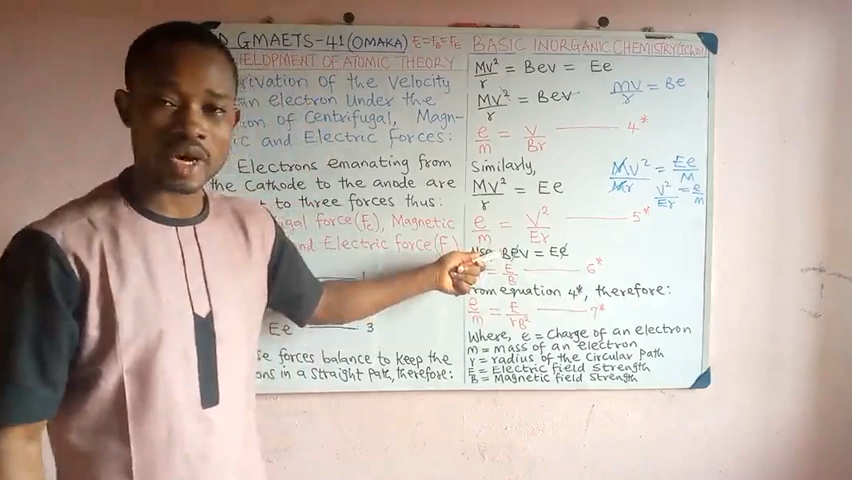 GMAETS-41(OMAKA) Fc=FB=FE
BASIC INORGANIC CHEMISTRY(ICh01)
OF ATOMIC THEORY
of the Velocity
electron Under the
of Centrifugal, Magn-
and Electric forces:
Electrons emanating from
the Cathode to the anode are
to three forces thus:
force(Fc), Magnetic
and Electric force(F
Ee 3
forces balance to keep the
in a straight path, therefore:
Mv²/r = Bev = Ee
Mv²/r = Bev
mv/r = Be
e/m = V/Br 4*
Similarly,
Mv²/r = Ee
Mv²/Mr = Ee/M
V²/r = e/m
e/m = V²/Er 5*
Bev = Ee
= E/B 6*
From equation 4*, therefore:
e/m = E/rB² 7*
Where, e = Charge of an electron
m = mass of an electron
r = radius of the Circular path
E = Electric field Strength
B = Magnetic field Strength